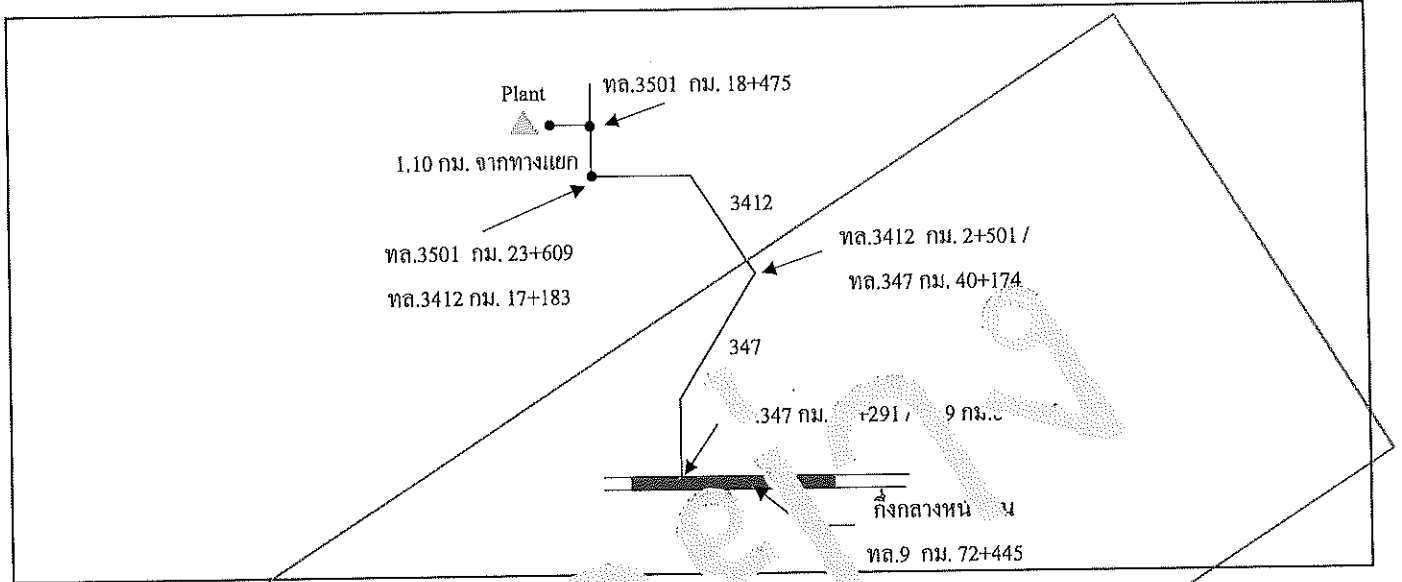 Plant
ทล.3501 กม. 18+475
1.10 กม. จากทางแยก
3412
ทล.3501 กม. 23+609
ทล.3412 กม. 17+183
ทล.3412 กม. 2+501 /
ทล.347 กม. 40+174
347
.347 กม. +291 / 9 กม.
กึ่งกลางหน
ทล.9 กม. 72+445